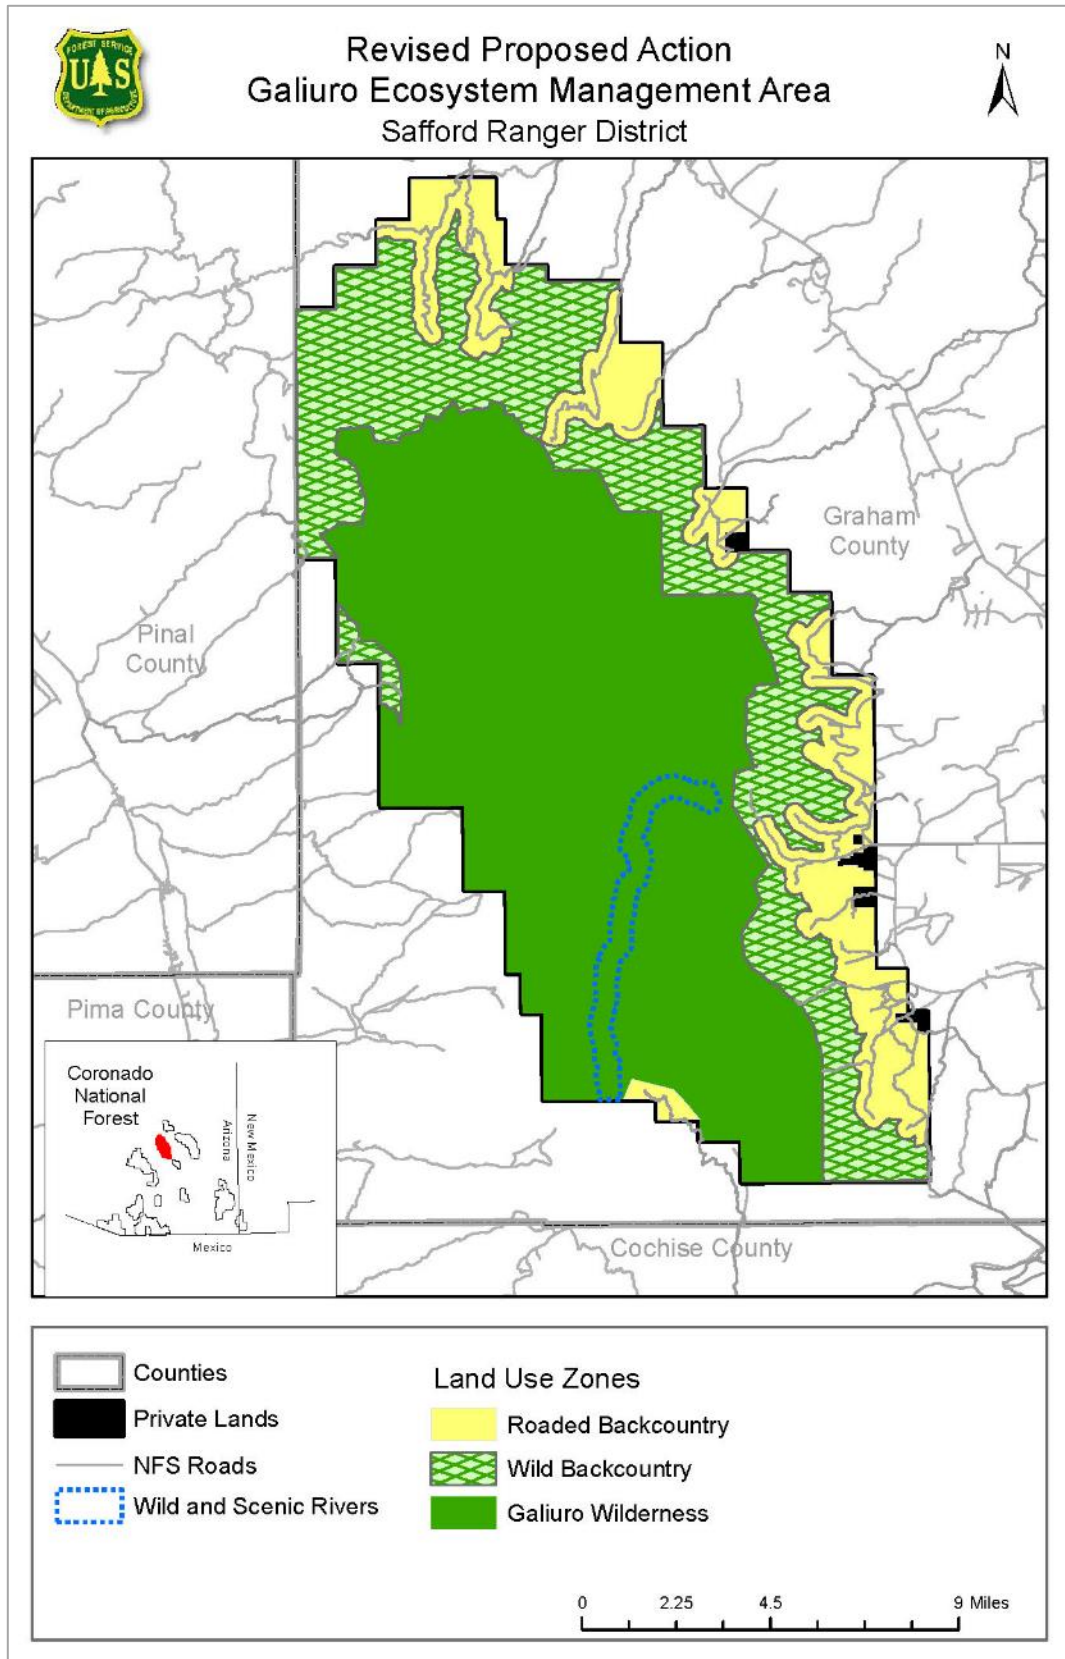 FOREST SERVICE
U S
DEPARTMENT OF AGRICULTURE
Revised Proposed Action
Galiuro Ecosystem Management Area
Safford Ranger District
N
Graham
County
Pinal
County
Pima County
Coronado
National
Forest
Arizona
New Mexico
Mexico
Cochise County
Counties
Private Lands
NFS Roads
Wild and Scenic Rivers
Land Use Zones
Roaded Backcountry
Wild Backcountry
Galiuro Wilderness
0 2.25 4.5 9 Miles